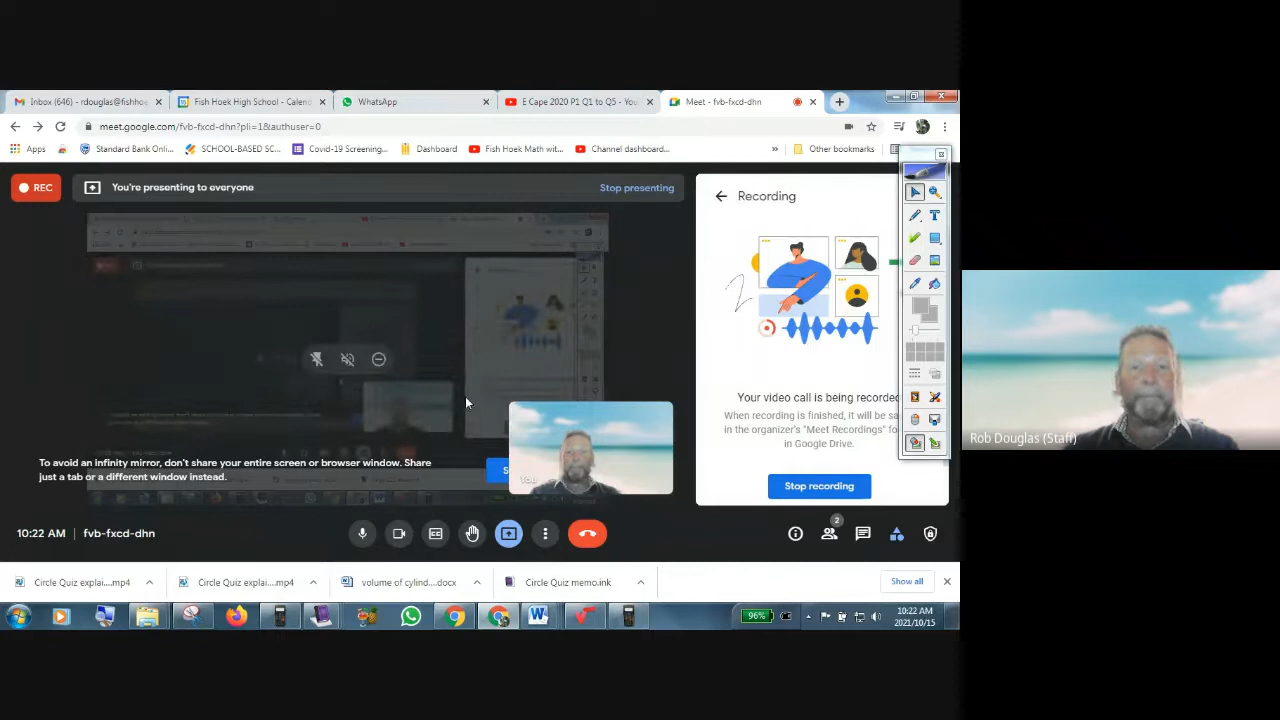 Inbox (646) - rdouglas@fishhoe
Fish Hoek High School - Calend
WhatsApp
E Cape 2020 P1 Q1 to Q5 - You
Meet - fvb-fxcd-dhn
meet.google.com/fvb-fxcd-dhn?pli=1&authuser=0
Apps
Standard Bank Onli...
SCHOOL-BASED SC...
Covid-19 Screening...
Dashboard
Fish Hoek Math wit...
Channel dashboard...
»
Other bookmarks
REC
You're presenting to everyone
Stop presenting
Recording
2
Your video call is being recorded
When recording is finished, it will be sa
in the organizer's "Meet Recordings" fo
in Google Drive.
Stop recording
To avoid an infinity mirror, don't share your entire screen or browser window. Share
just a tab or a different window instead.
S
You
Rob Douglas (Staff)
10:22 AM | fvb-fxcd-dhn
2
Circle Quiz explai....mp4
Circle Quiz explai....mp4
volume of cylind....docx
Circle Quiz memo.ink
Show all
96%
10:22 AM
2021/10/15